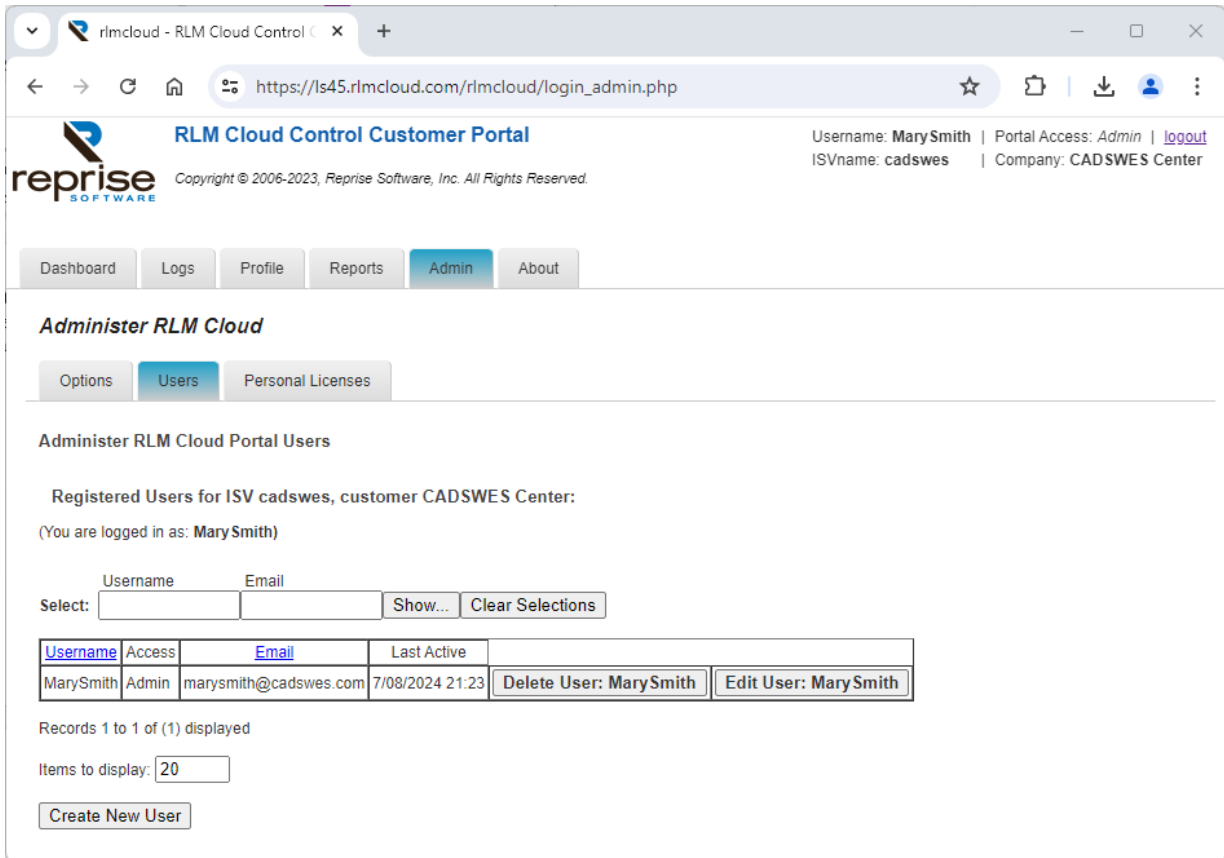 rlmcloud - RLM Cloud Control C
https://ls45.rlmcloud.com/rlmcloud/login_admin.php
reprise
SOFTWARE
RLM Cloud Control Customer Portal
Copyright © 2006-2023, Reprise Software, Inc. All Rights Reserved.
Username: MarySmith | Portal Access: Admin | logout
ISVname: cadswes | Company: CADSWES Center
Dashboard Logs Profile Reports Admin About
Administer RLM Cloud
Options Users Personal Licenses
Administer RLM Cloud Portal Users
Registered Users for ISV cadswes, customer CADSWES Center:
(You are logged in as: MarySmith)
Username Email
Select: Show... Clear Selections
Username Access Email Last Active
MarySmith Admin marysmith@cadswes.com 7/08/2024 21:23 Delete User: MarySmith Edit User: MarySmith
Records 1 to 1 of (1) displayed
Items to display: 20
Create New User